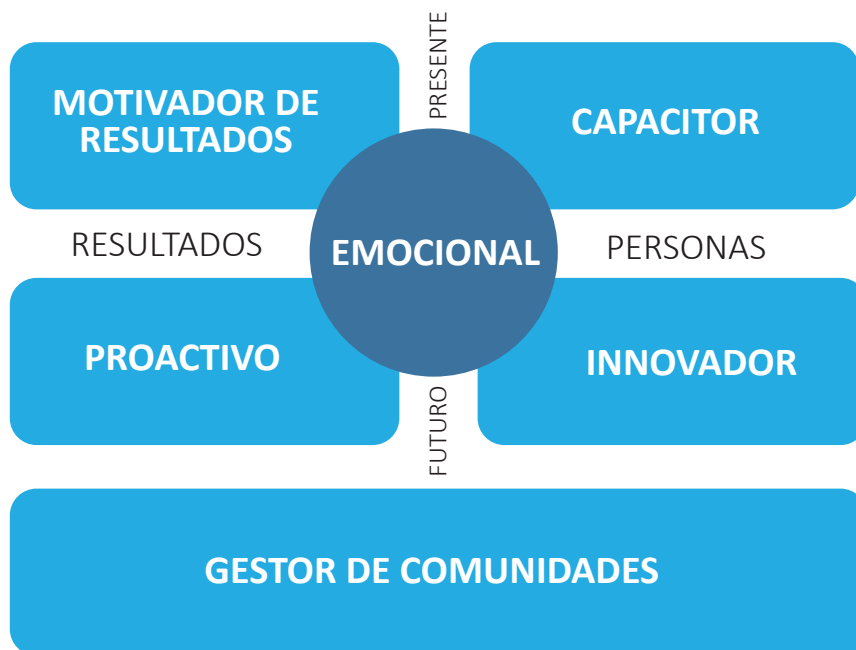 PRESENTE
MOTIVADOR DE
RESULTADOS
CAPACITOR
RESULTADOS
EMOCIONAL
PERSONAS
PROACTIVO
INNOVADOR
FUTURO
GESTOR DE COMUNIDADES